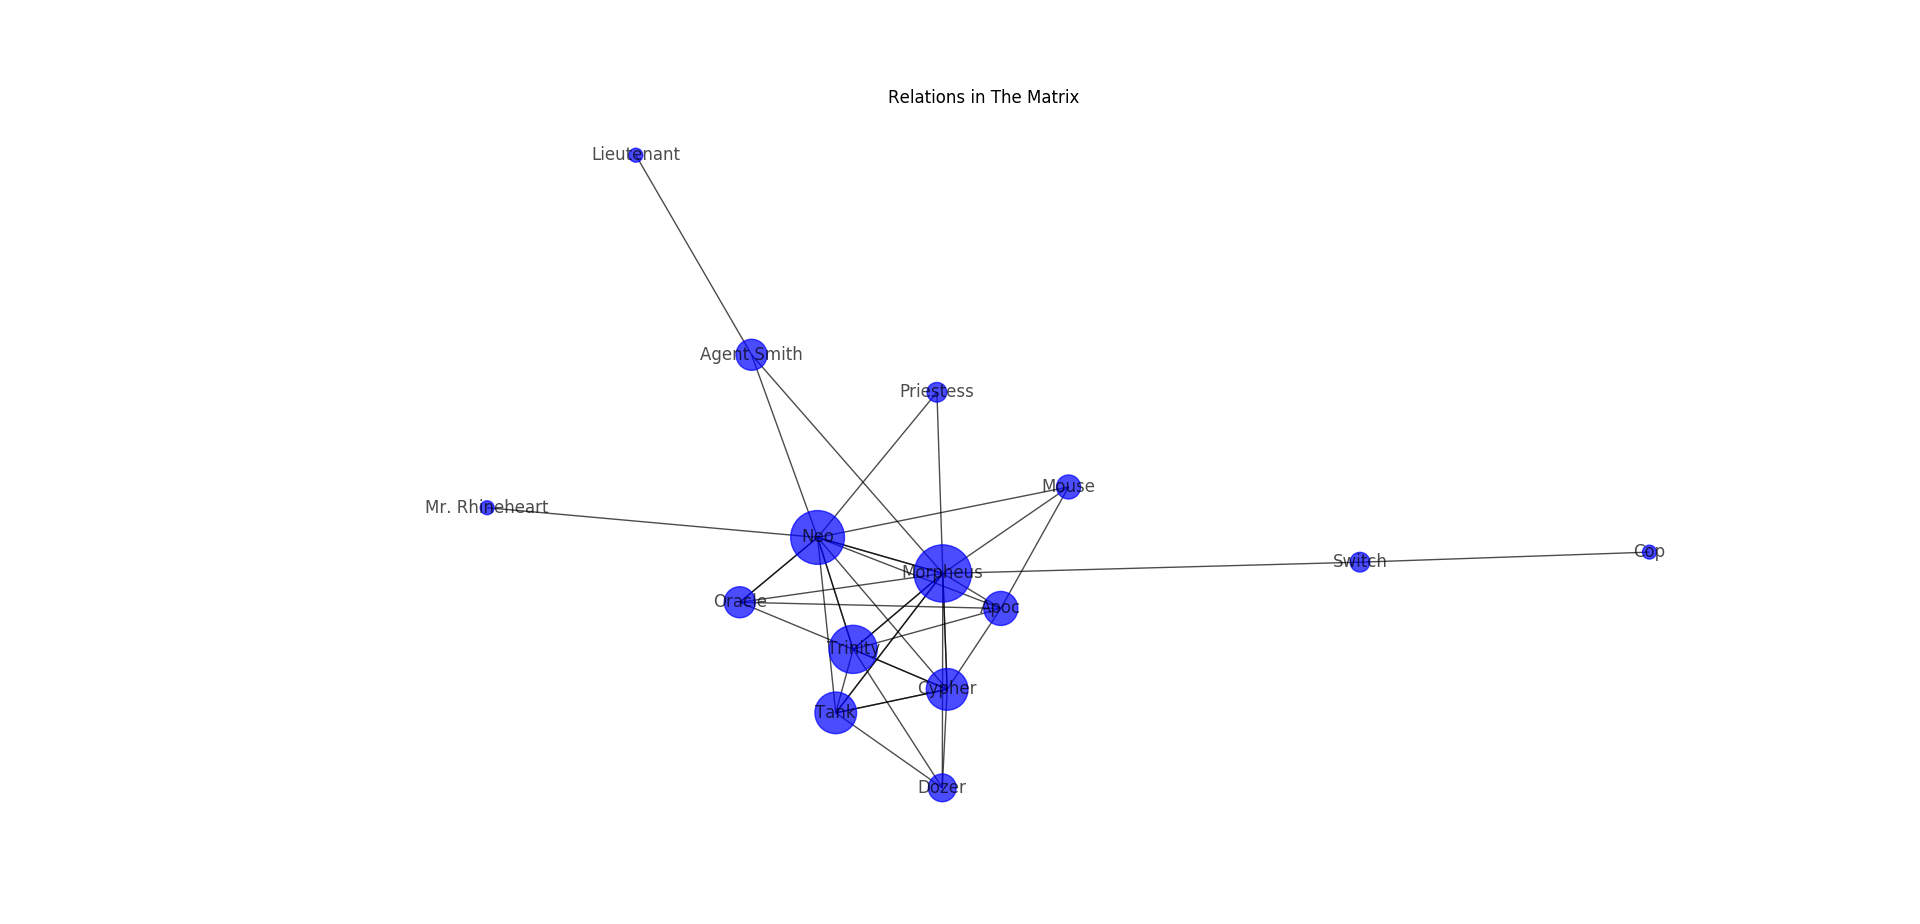 Relations in The Matrix
Lieutenant
Agent Smith
Priestess
Mouse
Mr. Rhineheart
Neo
Cop
Switch
Morpheus
Oracle
Apoc
Trinity
Cypher
Tank
Dozer